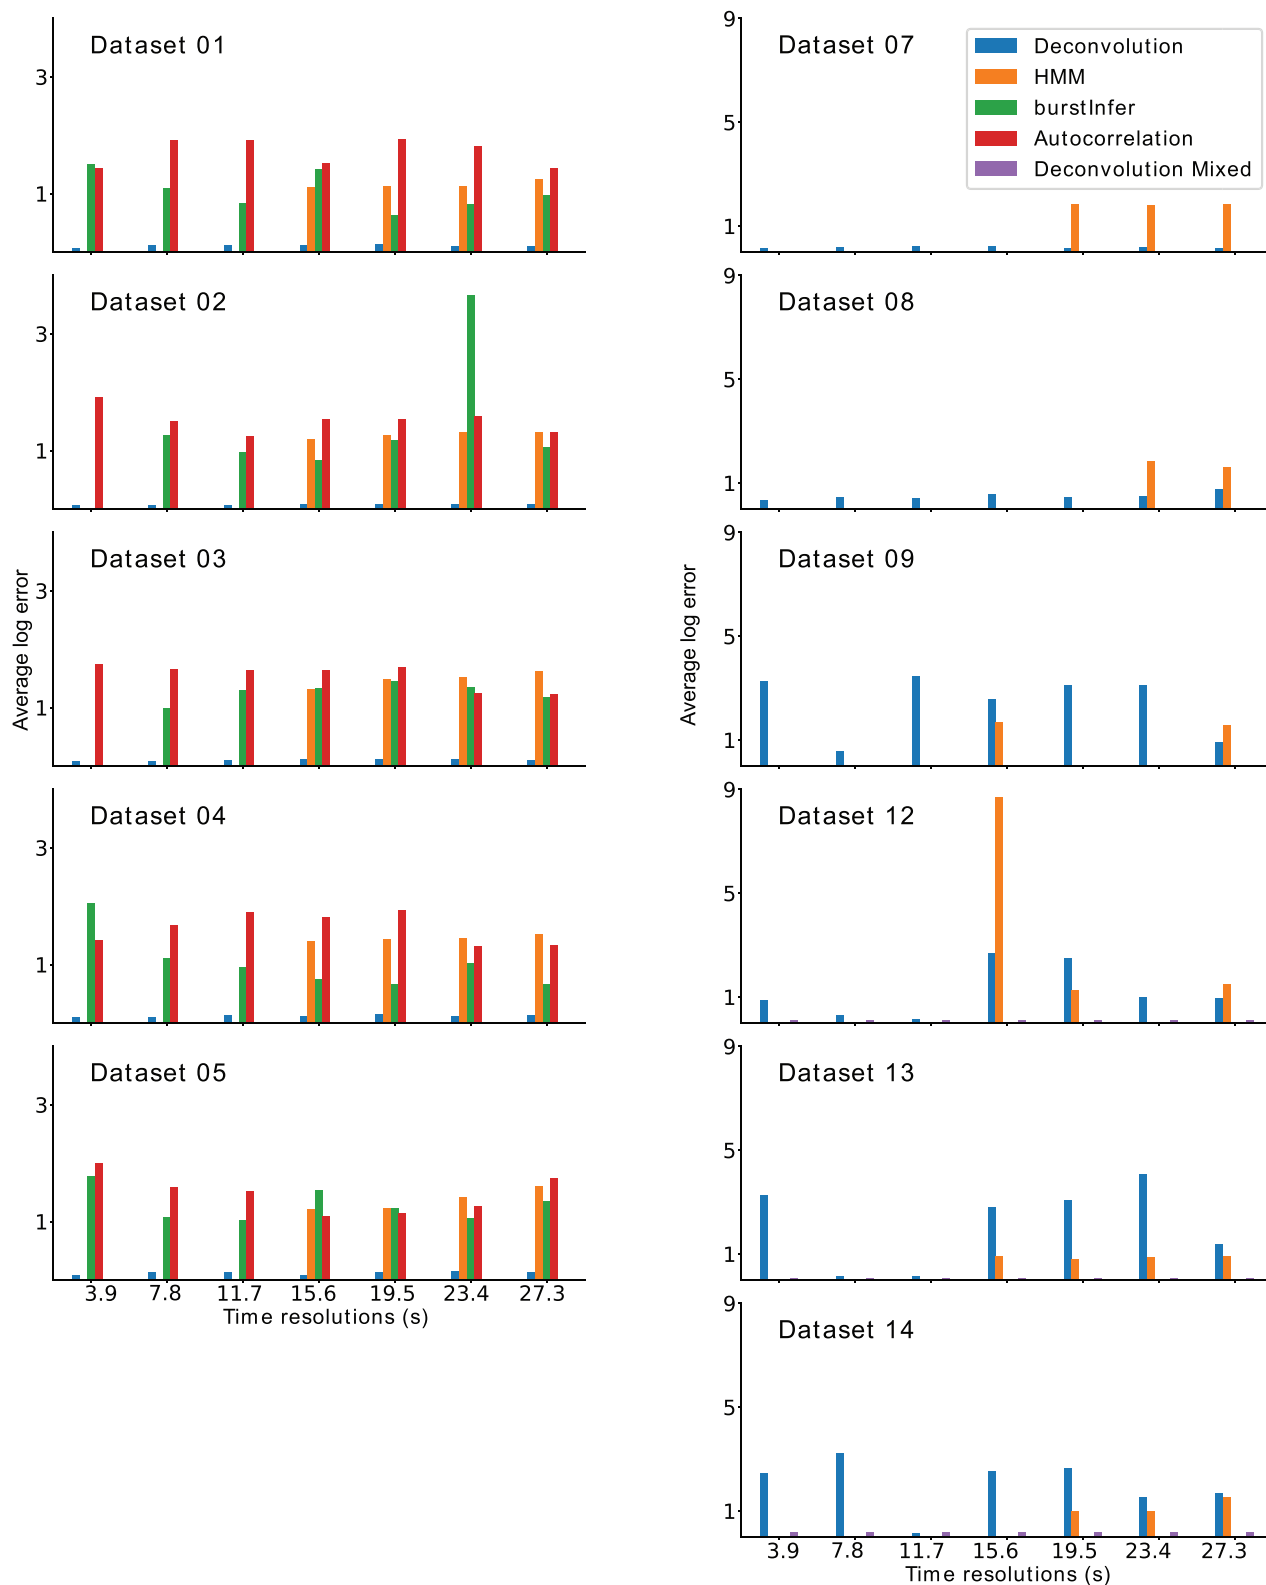 Dataset 01
3
1
Dataset 02
3
1
Dataset 03
3
1
Average log error
Dataset 04
3
1
Dataset 05
3
1
3.9 7.8 11.7 15.6 19.5 23.4 27.3
Time resolutions (s)
Dataset 07
9
5
1
Deconvolution
HMM
burstInfer
Autocorrelation
Deconvolution Mixed
Dataset 08
9
5
1
Dataset 09
9
5
1
Average log error
Dataset 12
9
5
1
Dataset 13
9
5
1
Dataset 14
9
5
1
3.9 7.8 11.7 15.6 19.5 23.4 27.3
Time resolutions (s)